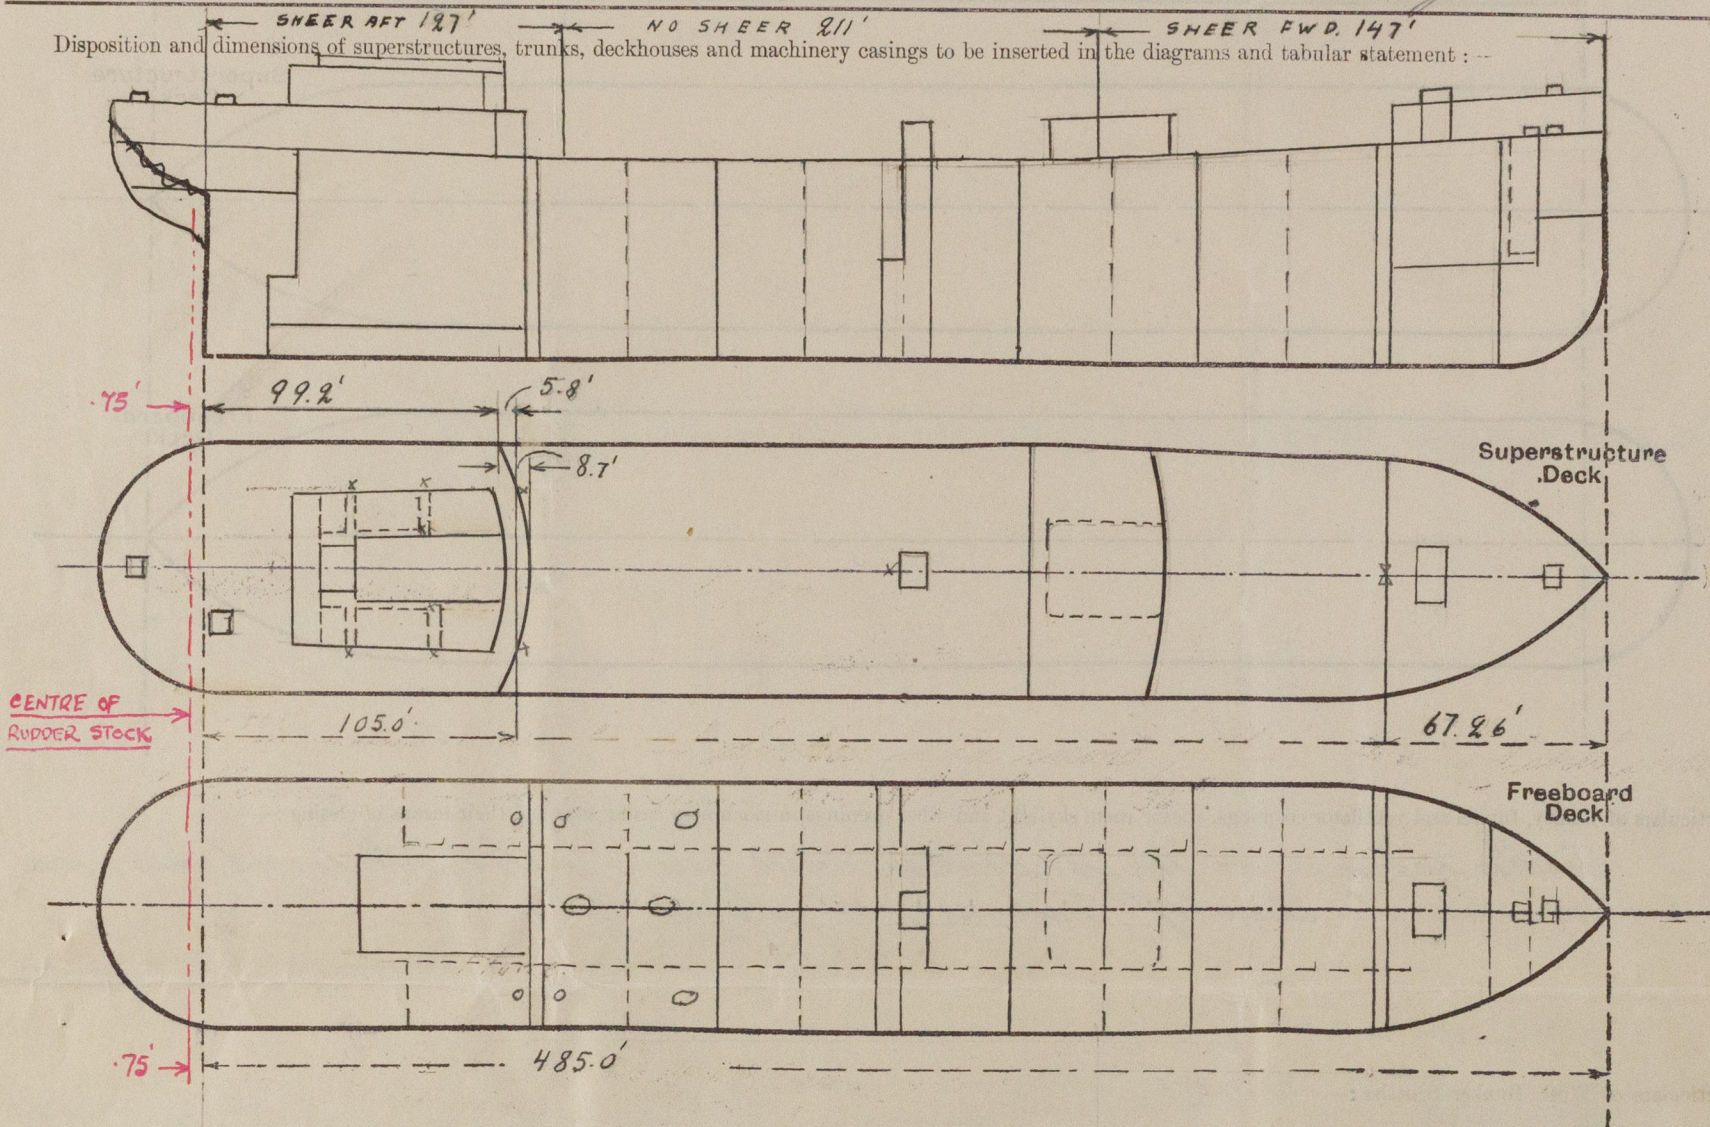 SHEER AFT 127' NO SHEER 211' SHEER FWD. 147'
Disposition and dimensions of superstructures, trunks, deckhouses and machinery casings to be inserted in the diagrams and tabular statement :—
.75' 99.2' 5.8'
8.7'
Superstructure
Deck
CENTRE OF
RUDDER STOCK
105.0' 67.26'
Freeboard
Deck
.75' 485.0'